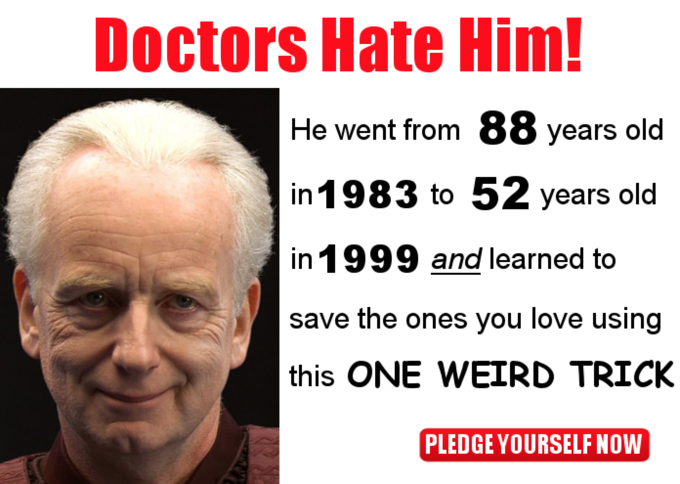 Doctors Hate Him!
He went from 88 years old
in 1983 to 52 years old
in 1999 and learned to
save the ones you love using
this ONE WEIRD TRICK
PLEDGE YOURSELF NOW